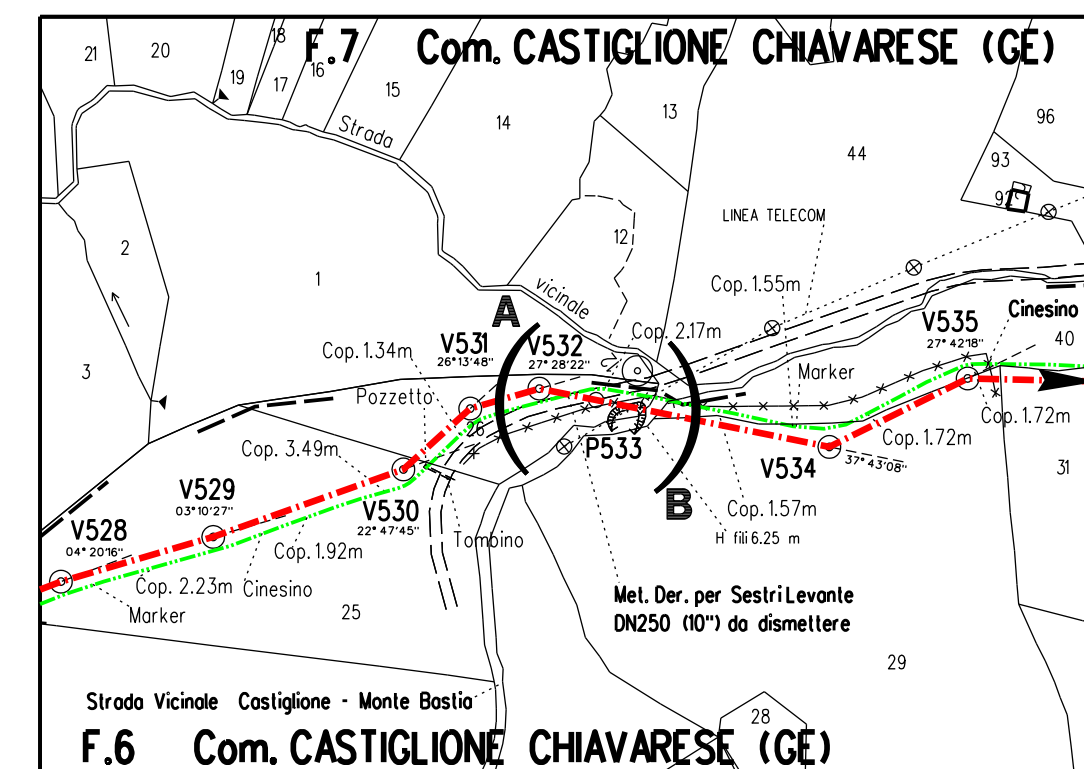 F.7 Com. CASTIGLIONE CHIAVARESE (GE)
21
20
18
19
17
16
15
14
13
44
96
93
92
Strada
2
1
12
LINEA TELECOM
vicinale
Cop. 1.55m
A
Cop. 2.17m
V535
27° 42'18"
Cinesino
40
V531
26° 13'48"
V532
27° 28'22"
Cop. 1.34m
3
Pozzetto
Marker
26
Cop. 1.72m
Cop. 1.72m
P533
Cop. 3.49m
V534
37° 43'08"
31
V529
03° 10'27"
V530
22° 47'45"
B
Cop. 1.57m
V528
04° 20'16"
Cop. 1.92m
Tombino
H fili 6.25 m
Cop. 2.23m
Cinesino
Marker
25
Met. Der. per Sestri Levante
DN250 (10") da dismettere
29
Strada Vicinale Castiglione - Monte Bastia
28
F.6 Com. CASTIGLIONE CHIAVARESE (GE)